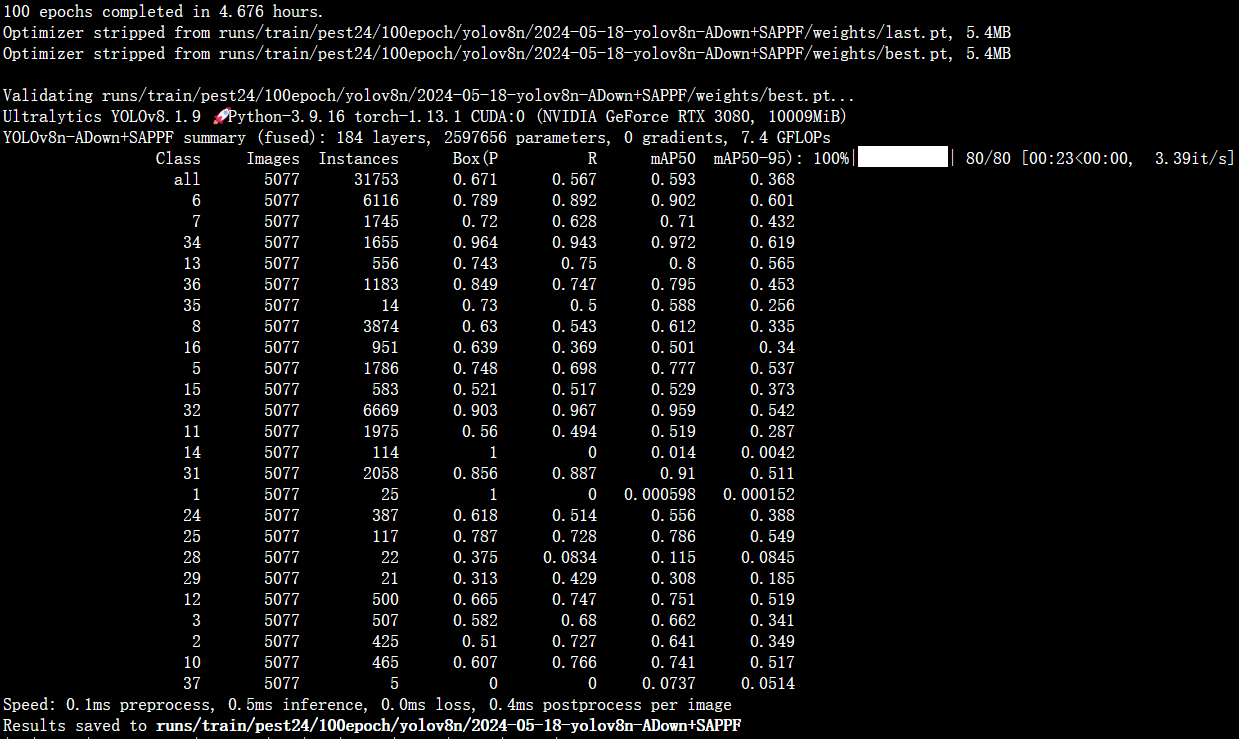 100 epochs completed in 4.676 hours.
Optimizer stripped from runs/train/pest24/100epoch/yolov8n/2024-05-18-yolov8n-ADown+SAPPF/weights/last.pt, 5.4MB
Optimizer stripped from runs/train/pest24/100epoch/yolov8n/2024-05-18-yolov8n-ADown+SAPPF/weights/best.pt, 5.4MB
Validating runs/train/pest24/100epoch/yolov8n/2024-05-18-yolov8n-ADown+SAPPF/weights/best.pt...
Ultralytics YOLOv8.1.9 🚀Python-3.9.16 torch-1.13.1 CUDA:0 (NVIDIA GeForce RTX 3080, 10009MiB)
YOLOv8n-ADown+SAPPF summary (fused): 184 layers, 2597656 parameters, 0 gradients, 7.4 GFLOPs
Class Images Instances Box(P R mAP50 mAP50-95): 100%|██████████| 80/80 [00:23<00:00, 3.39it/s]
all 5077 31753 0.671 0.567 0.593 0.368
6 5077 6116 0.789 0.892 0.902 0.601
7 5077 1745 0.72 0.628 0.71 0.432
34 5077 1655 0.964 0.943 0.972 0.619
13 5077 556 0.743 0.75 0.8 0.565
36 5077 1183 0.849 0.747 0.795 0.453
35 5077 14 0.73 0.5 0.588 0.256
8 5077 3874 0.63 0.543 0.612 0.335
16 5077 951 0.639 0.369 0.501 0.34
5 5077 1786 0.748 0.698 0.777 0.537
15 5077 583 0.521 0.517 0.529 0.373
32 5077 6669 0.903 0.967 0.959 0.542
11 5077 1975 0.56 0.494 0.519 0.287
14 5077 114 1 0 0.014 0.0042
31 5077 2058 0.856 0.887 0.91 0.511
1 5077 25 1 0 0.000598 0.000152
24 5077 387 0.618 0.514 0.556 0.388
25 5077 117 0.787 0.728 0.786 0.549
28 5077 22 0.375 0.0834 0.115 0.0845
29 5077 21 0.313 0.429 0.308 0.185
12 5077 500 0.665 0.747 0.751 0.519
3 5077 507 0.582 0.68 0.662 0.341
2 5077 425 0.51 0.727 0.641 0.349
10 5077 465 0.607 0.766 0.741 0.517
37 5077 5 0 0 0.0737 0.0514
Speed: 0.1ms preprocess, 0.5ms inference, 0.0ms loss, 0.4ms postprocess per image
Results saved to runs/train/pest24/100epoch/yolov8n/2024-05-18-yolov8n-ADown+SAPPF